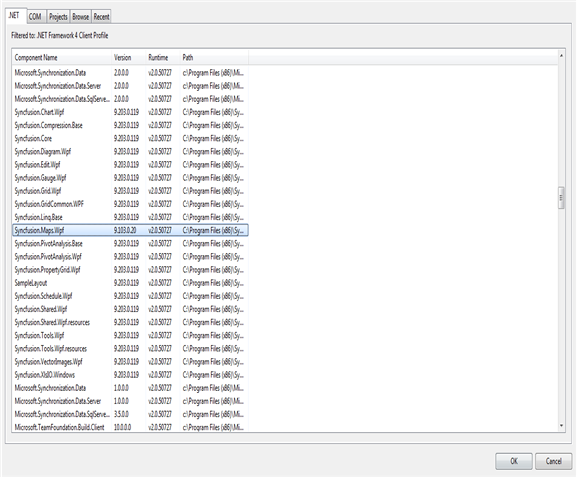 .NET COM Projects Browse Recent
Filtered to: .NET Framework 4 Client Profile
Component Name Version Runtime Path
Microsoft.Synchronization.Data 2.0.0.0 v2.0.50727 c:\Program Files (x86)\Mi...
Microsoft.Synchronization.Data.Server 2.0.0.0 v2.0.50727 c:\Program Files (x86)\Mi...
Microsoft.Synchronization.Data.SqlServe... 2.0.0.0 v2.0.50727 c:\Program Files (x86)\Mi...
Syncfusion.Chart.Wpf 9.203.0.119 v2.0.50727 C:\Program Files (x86)\Sy...
Syncfusion.Compression.Base 9.203.0.119 v2.0.50727 C:\Program Files (x86)\Sy...
Syncfusion.Core 9.203.0.119 v2.0.50727 C:\Program Files (x86)\Sy...
Syncfusion.Diagram.Wpf 9.203.0.119 v2.0.50727 C:\Program Files (x86)\Sy...
Syncfusion.Edit.Wpf 9.203.0.119 v2.0.50727 C:\Program Files (x86)\Sy...
Syncfusion.Gauge.Wpf 9.203.0.119 v2.0.50727 C:\Program Files (x86)\Sy...
Syncfusion.Grid.Wpf 9.203.0.119 v2.0.50727 C:\Program Files (x86)\Sy...
Syncfusion.GridCommon.WPF 9.203.0.119 v2.0.50727 C:\Program Files (x86)\Sy...
Syncfusion.Linq.Base 9.203.0.119 v2.0.50727 C:\Program Files (x86)\Sy...
Syncfusion.Maps.Wpf 9.103.0.20 v2.0.50727 C:\Program Files (x86)\Sy...
Syncfusion.PivotAnalysis.Base 9.203.0.119 v2.0.50727 C:\Program Files (x86)\Sy...
Syncfusion.PivotAnalysis.Wpf 9.203.0.119 v2.0.50727 C:\Program Files (x86)\Sy...
Syncfusion.PropertyGrid.Wpf 9.203.0.119 v2.0.50727 C:\Program Files (x86)\Sy...
SampleLayout 9.203.0.119 v2.0.50727 C:\Program Files (x86)\Sy...
Syncfusion.Schedule.Wpf 9.203.0.119 v2.0.50727 C:\Program Files (x86)\Sy...
Syncfusion.Shared.Wpf 9.203.0.119 v2.0.50727 C:\Program Files (x86)\Sy...
Syncfusion.Shared.Wpf.resources 9.203.0.119 v2.0.50727 C:\Program Files (x86)\Sy...
Syncfusion.Tools.Wpf 9.203.0.119 v2.0.50727 C:\Program Files (x86)\Sy...
Syncfusion.Tools.Wpf.resources 9.203.0.119 v2.0.50727 C:\Program Files (x86)\Sy...
Syncfusion.VectorImages.Wpf 9.203.0.119 v2.0.50727 C:\Program Files (x86)\Sy...
Syncfusion.XlsIO.Windows 9.203.0.119 v2.0.50727 C:\Program Files (x86)\Sy...
Microsoft.Synchronization.Data 1.0.0.0 v2.0.50727 c:\Program Files (x86)\Mi...
Microsoft.Synchronization.Data.Server 1.0.0.0 v2.0.50727 c:\Program Files (x86)\Mi...
Microsoft.Synchronization.Data.SqlServe... 3.5.0.0 v2.0.50727 c:\Program Files (x86)\Mi...
Microsoft.TeamFoundation.Build.Client 10.0.0.0 v2.0.50727 c:\Program Files (x86)\Mi...
OK Cancel